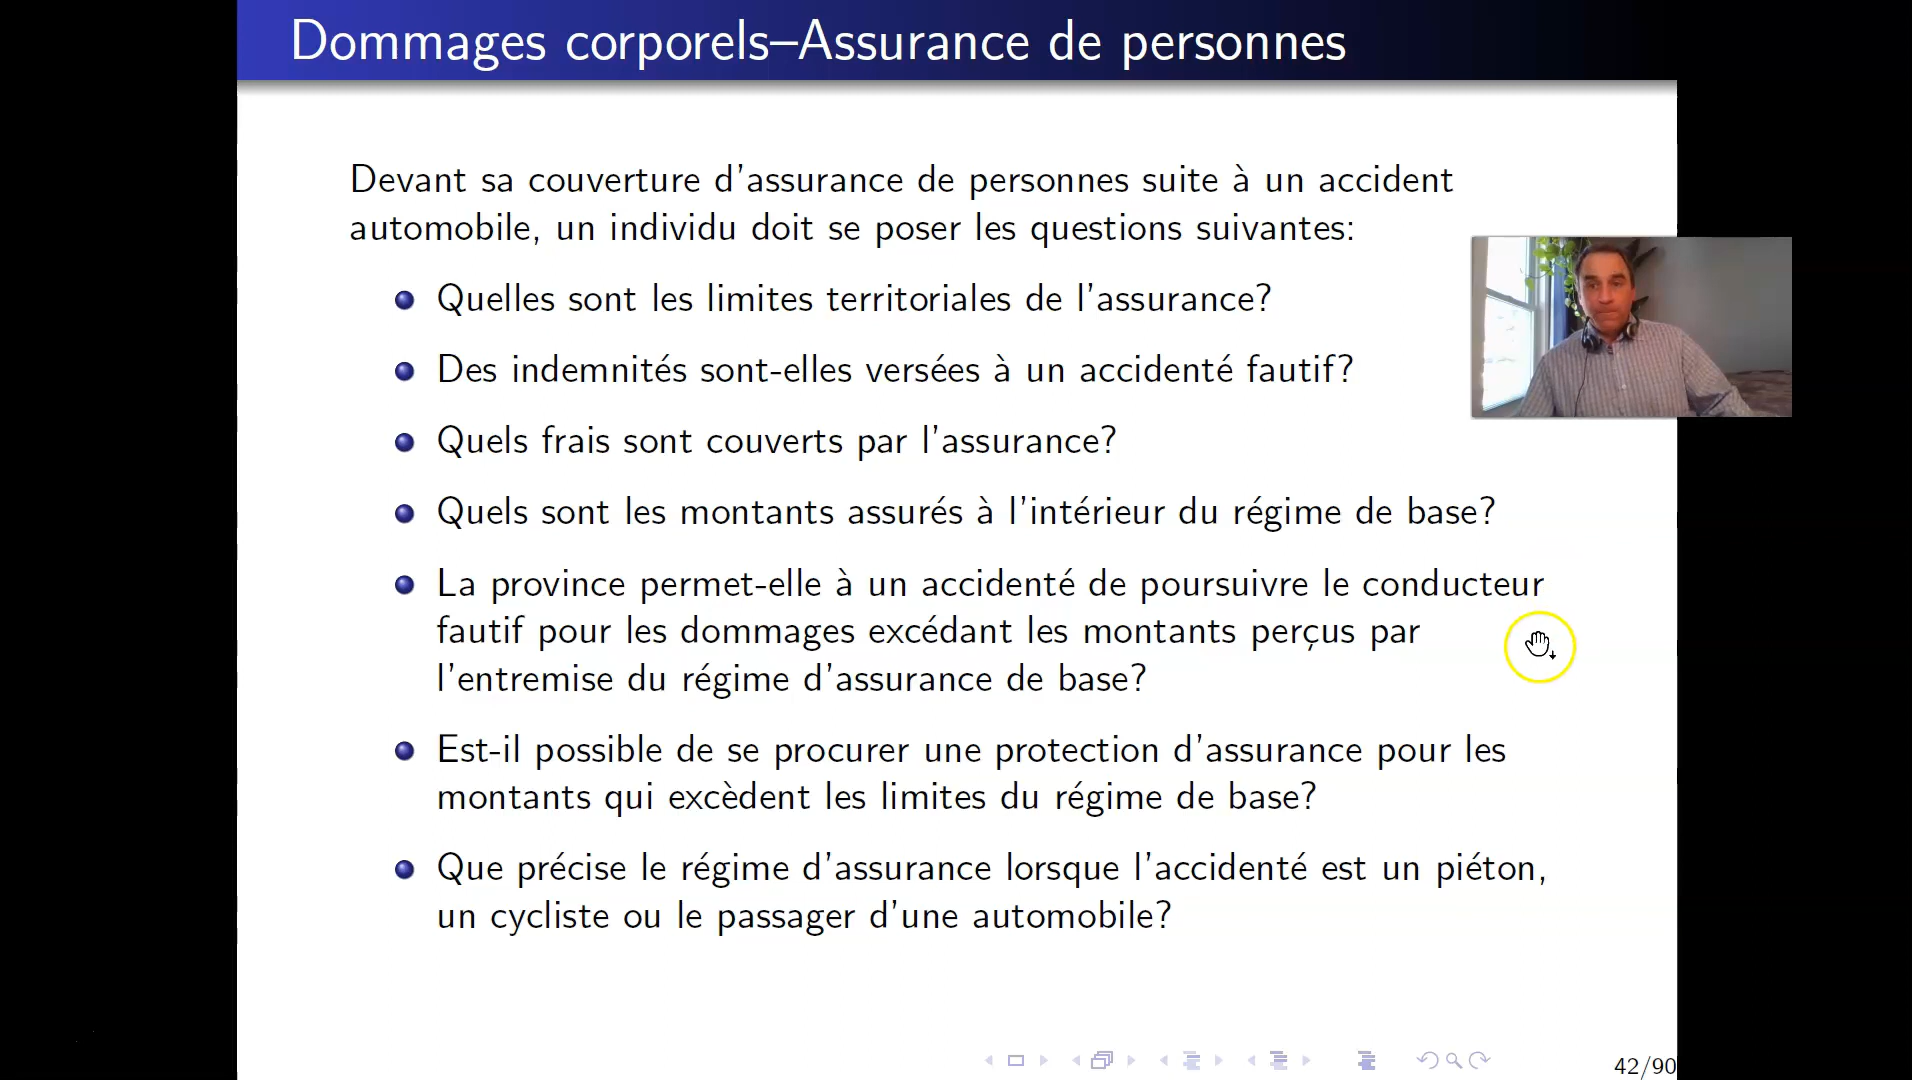 Dommages corporels–Assurance de personnes
Devant sa couverture d'assurance de personnes suite à un accident
automobile, un individu doit se poser les questions suivantes:
Quelles sont les limites territoriales de l'assurance?
Des indemnités sont-elles versées à un accidenté fautif?
Quels frais sont couverts par l'assurance?
Quels sont les montants assurés à l'intérieur du régime de base?
La province permet-elle à un accidenté de poursuivre le conducteur
fautif pour les dommages excédant les montants perçus par
l'entremise du régime d'assurance de base?
Est-il possible de se procurer une protection d'assurance pour les
montants qui excèdent les limites du régime de base?
Que précise le régime d'assurance lorsque l'accidenté est un piéton,
un cycliste ou le passager d'une automobile?
42/90